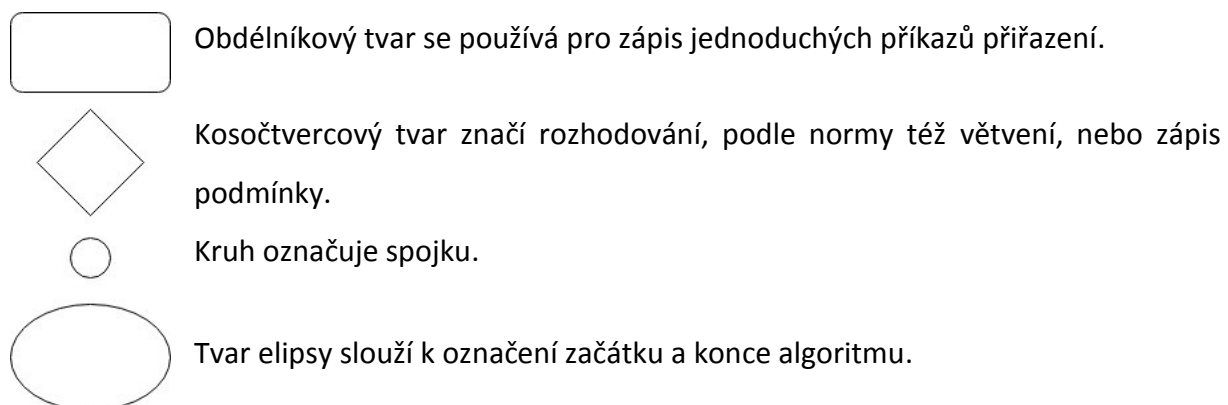 Obdélníkový tvar se používá pro zápis jednoduchých příkazů přiřazení.
Kosočtvercový tvar značí rozhodování, podle normy též větvení, nebo zápis
podmínky.
Kruh označuje spojku.
Tvar elipsy slouží k označení začátku a konce algoritmu.